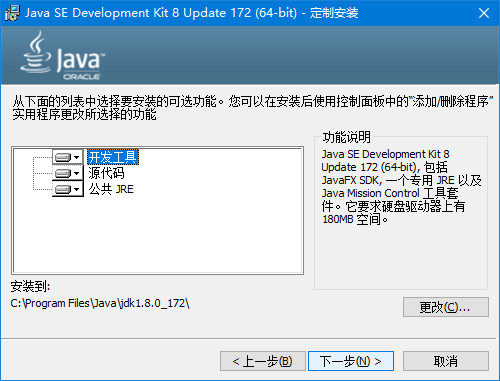 Java SE Development Kit 8 Update 172 (64-bit) - 定制安装
Java
ORACLE
从下面的列表中选择要安装的可选功能。您可以在安装后使用控制面板中的“添加/删除程序”
实用程序更改所选择的功能
开发工具
源代码
公共 JRE
功能说明
Java SE Development Kit 8
Update 172 (64-bit), 包括
JavaFX SDK, 一个专用 JRE 以及
Java Mission Control 工具套
件。它要求硬盘驱动器上有
180MB 空间。
安装到:
C:\Program Files\Java\jdk1.8.0_172\
更改(C)...
< 上一步(B)
下一步(N) >
取消